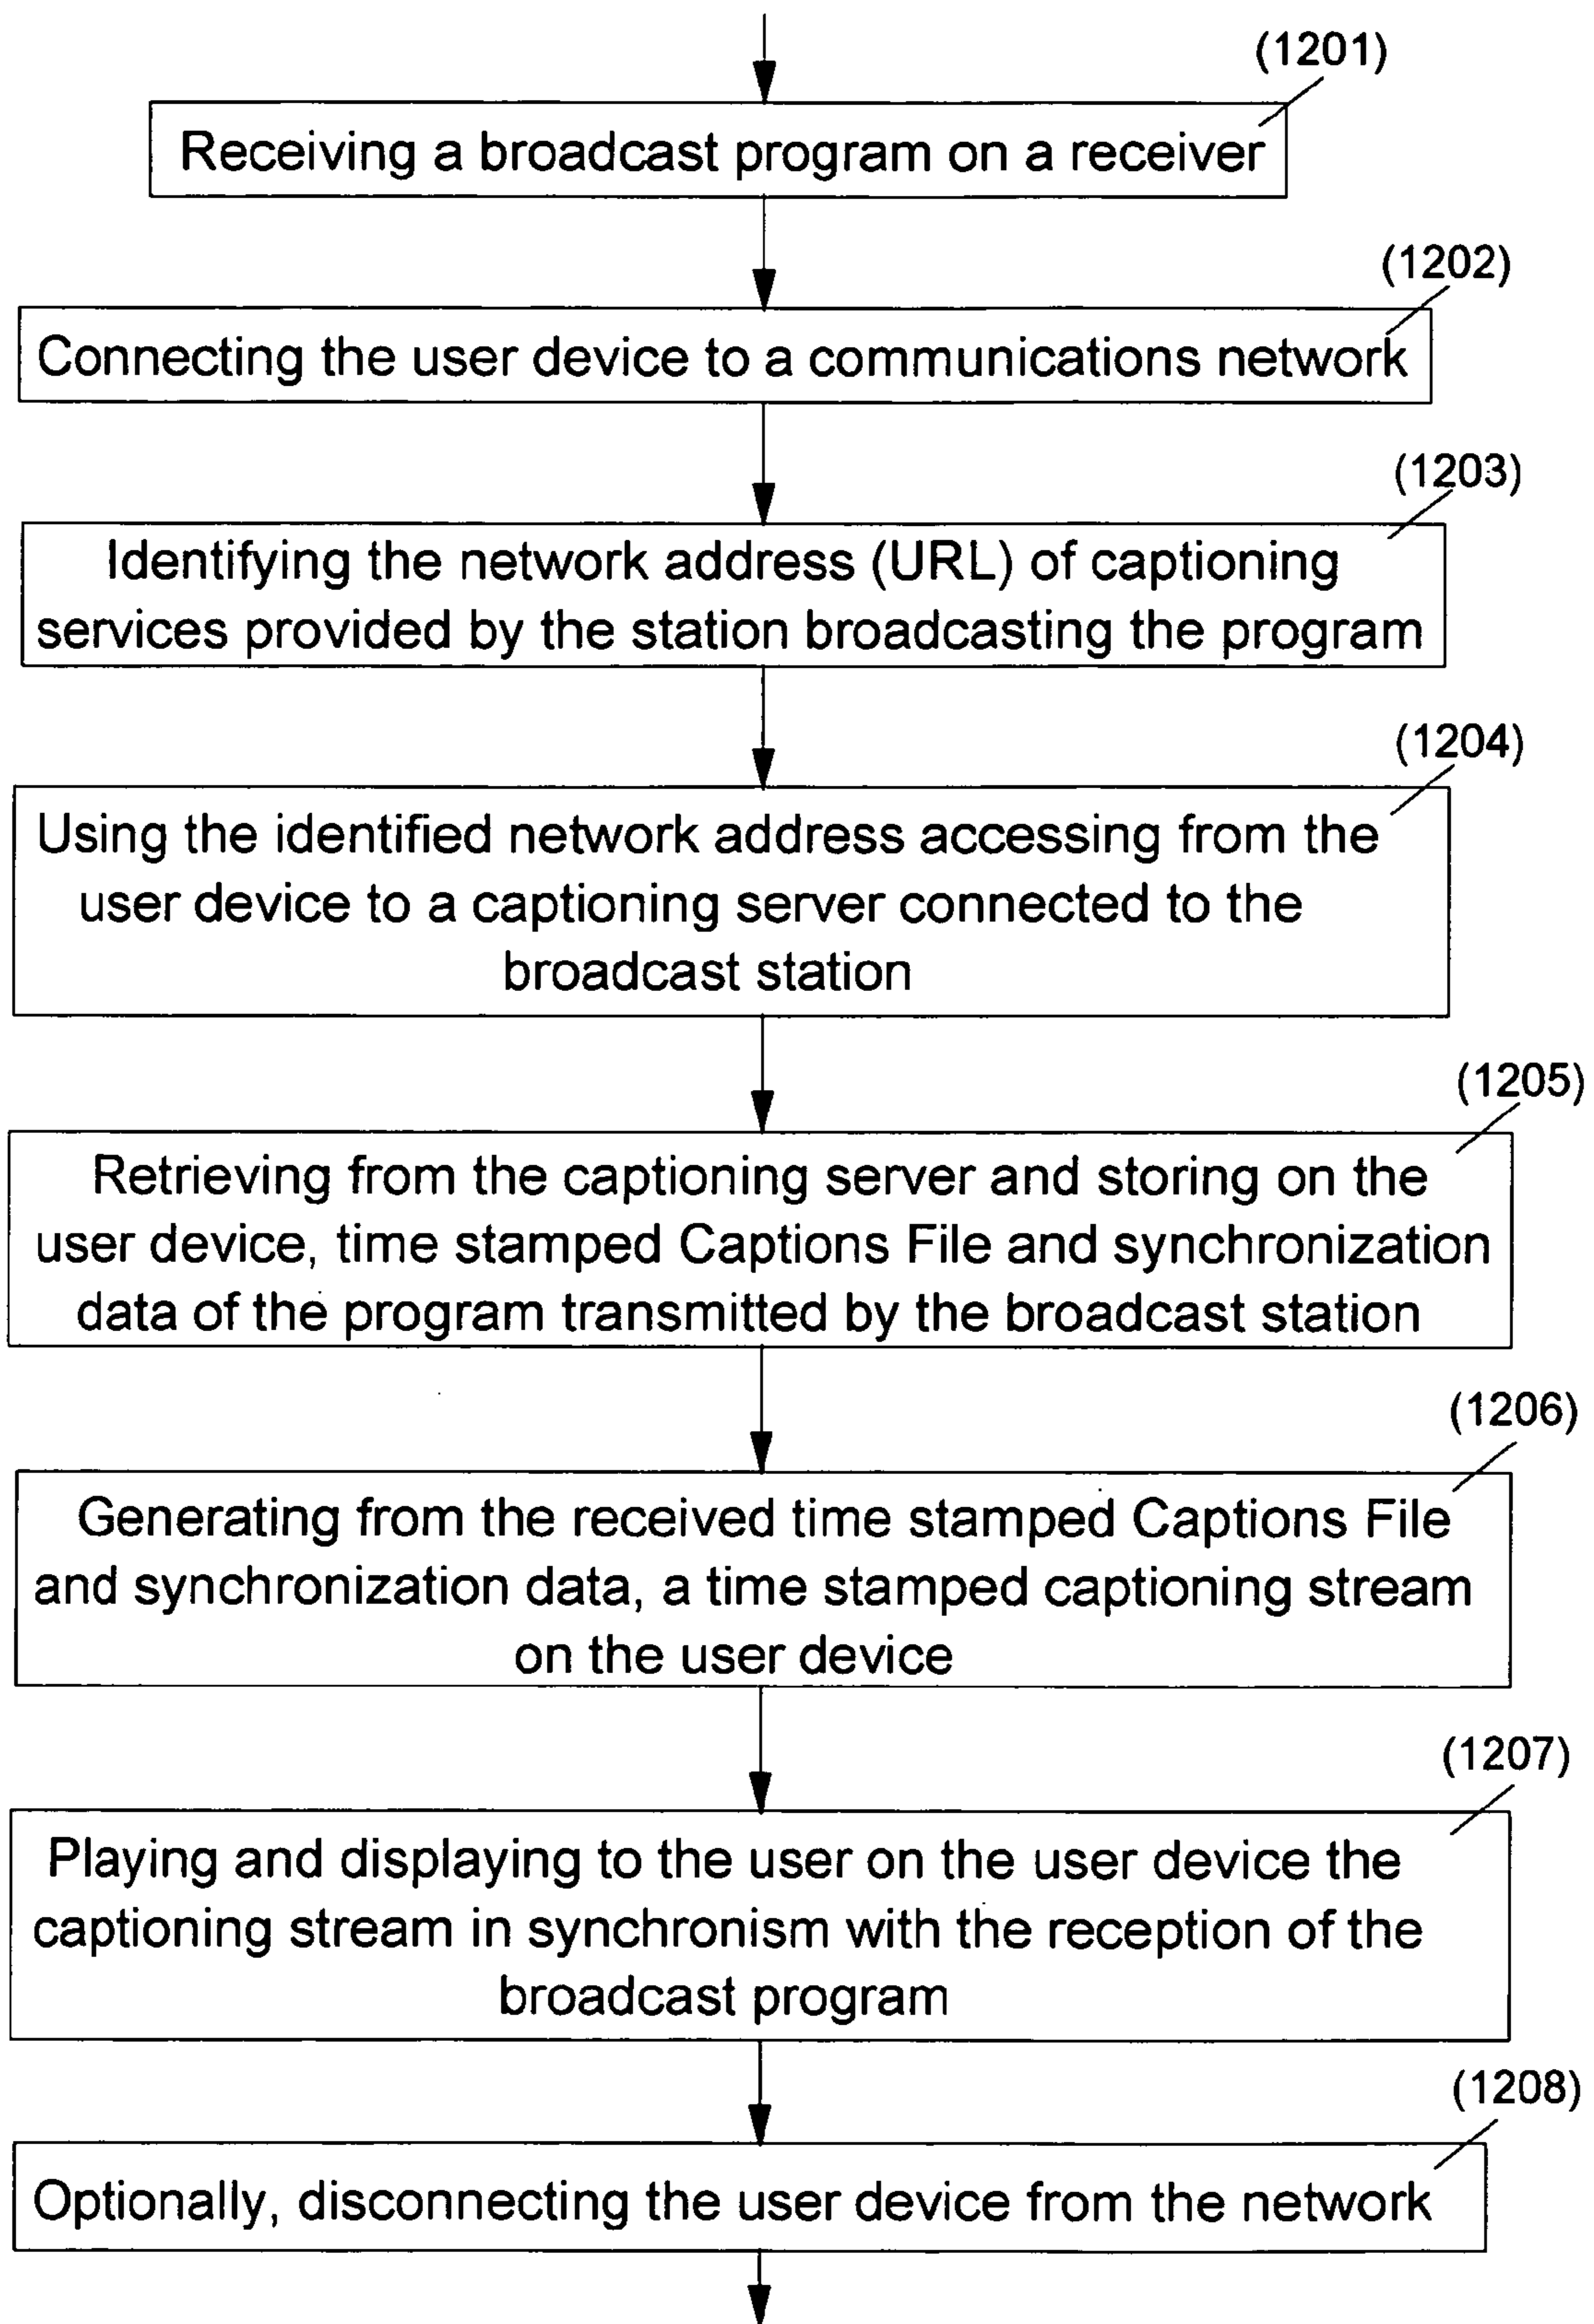 (1201)
Receiving a broadcast program on a receiver
(1202)
Connecting the user device to a communications network
(1203)
Identifying the network address (URL) of captioning
services provided by the station broadcasting the program
(1204)
Using the identified network address accessing from the
user device to a captioning server connected to the
broadcast station
(1205)
Retrieving from the captioning server and storing on the
user device, time stamped Captions File and synchronization
data of the program transmitted by the broadcast station
(1206)
Generating from the received time stamped Captions File
and synchronization data, a time stamped captioning stream
on the user device
(1207)
Playing and displaying to the user on the user device the
captioning stream in synchronism with the reception of the
broadcast program
(1208)
Optionally, disconnecting the user device from the network